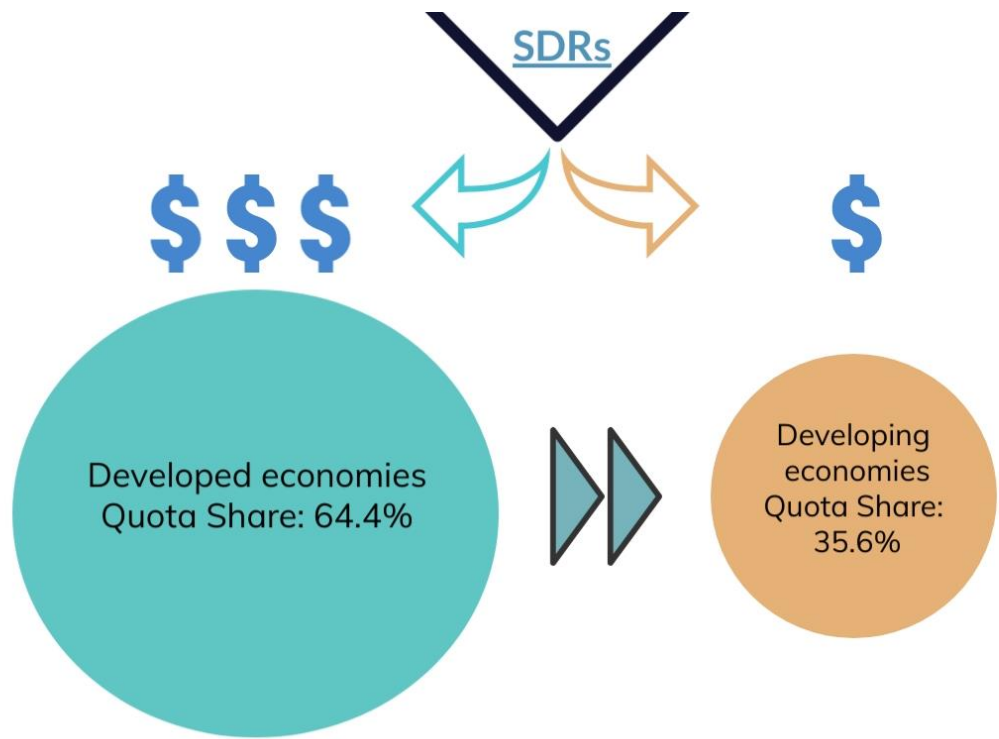 SDRs
$ $ $
$
Developed economies
Quota Share: 64.4%
Developing
economies
Quota Share:
35.6%